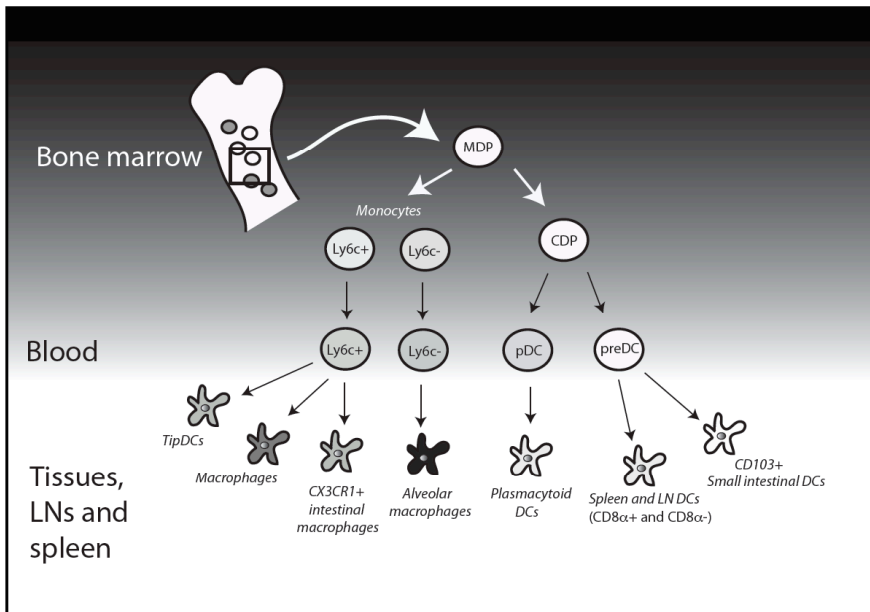 Bone marrow
MDP
Monocytes
Ly6c+
Ly6c-
CDP
Blood
Ly6c+
Ly6c-
pDC
preDC
TipDCs
Macrophages
CX3CR1+
intestinal
macrophages
Alveolar
macrophages
Plasmacytoid
DCs
Spleen and LN DCs
(CD8α+ and CD8α-)
CD103+
Small intestinal DCs
Tissues,
LNs and
spleen